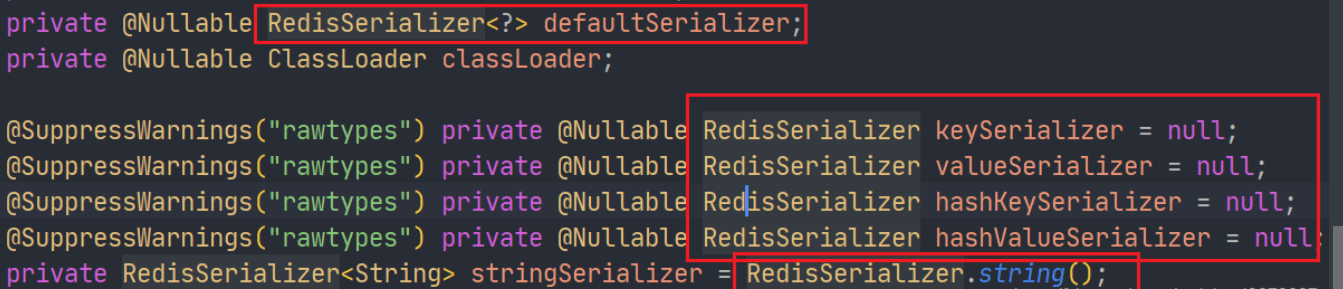 private @Nullable RedisSerializer<?> defaultSerializer;
private @Nullable ClassLoader classLoader;
@SuppressWarnings("rawtypes") private @Nullable RedisSerializer keySerializer = null;
@SuppressWarnings("rawtypes") private @Nullable RedisSerializer valueSerializer = null;
@SuppressWarnings("rawtypes") private @Nullable RedisSerializer hashKeySerializer = null;
@SuppressWarnings("rawtypes") private @Nullable RedisSerializer hashValueSerializer = null;
private RedisSerializer<String> stringSerializer = RedisSerializer.string();